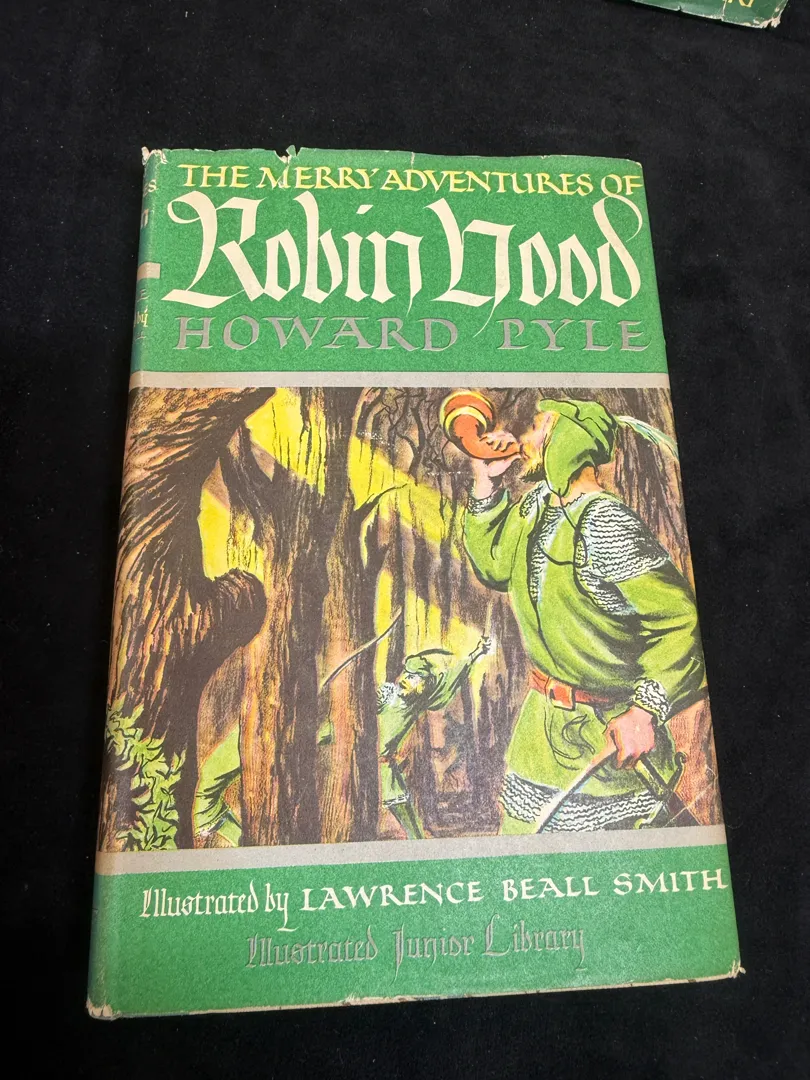 THE MERRY ADVENTURES OF
Robin Hood
HOWARD PYLE
Illustrated by LAWRENCE BEALL SMITH
Illustrated Junior Library